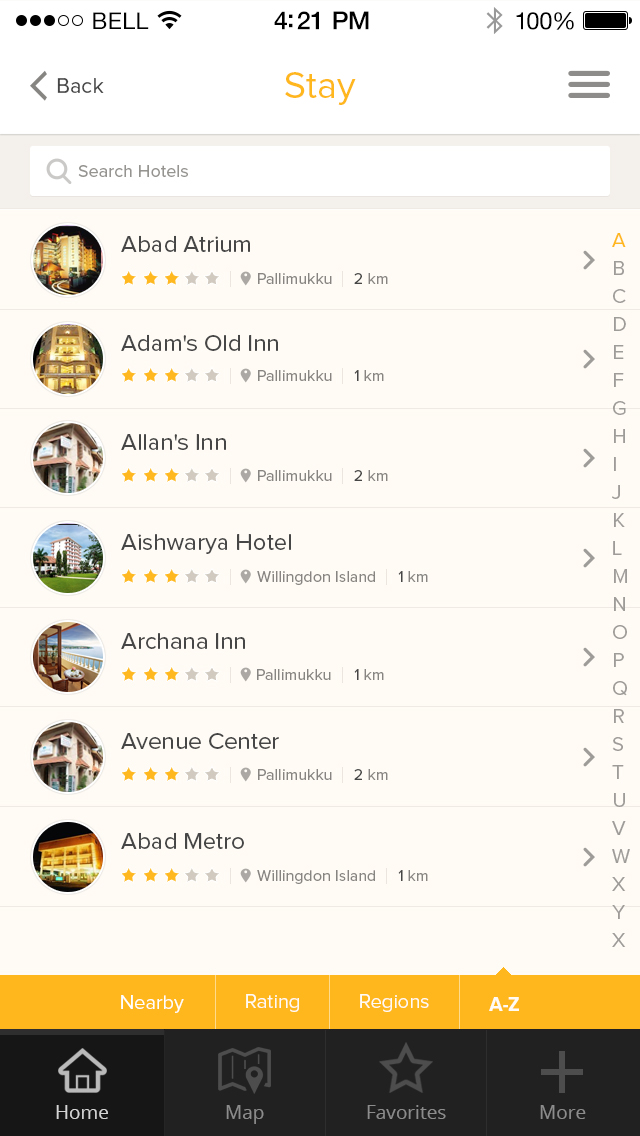 BELL 4:21 PM 100%
Back Stay
Search Hotels
Abad Atrium
Pallimukku 2 km
Adam's Old Inn
Pallimukku 1 km
Allan's Inn
Pallimukku 2 km
Aishwarya Hotel
Willingdon Island 1 km
Archana Inn
Pallimukku 1 km
Avenue Center
Pallimukku 2 km
Abad Metro
Willingdon Island 1 km
A
B
C
D
E
F
G
H
I
J
K
L
M
N
O
P
Q
R
S
T
U
V
W
X
Y
X
Nearby Rating Regions A-Z
Home Map Favorites More